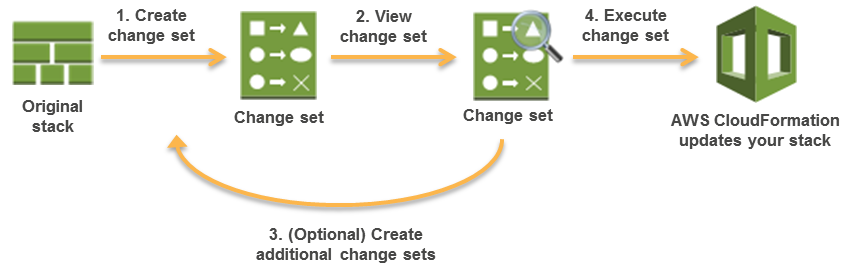 1. Create
change set
2. View
change set
4. Execute
change set
Original
stack
Change set
Change set
AWS CloudFormation
updates your stack
3. (Optional) Create
additional change sets